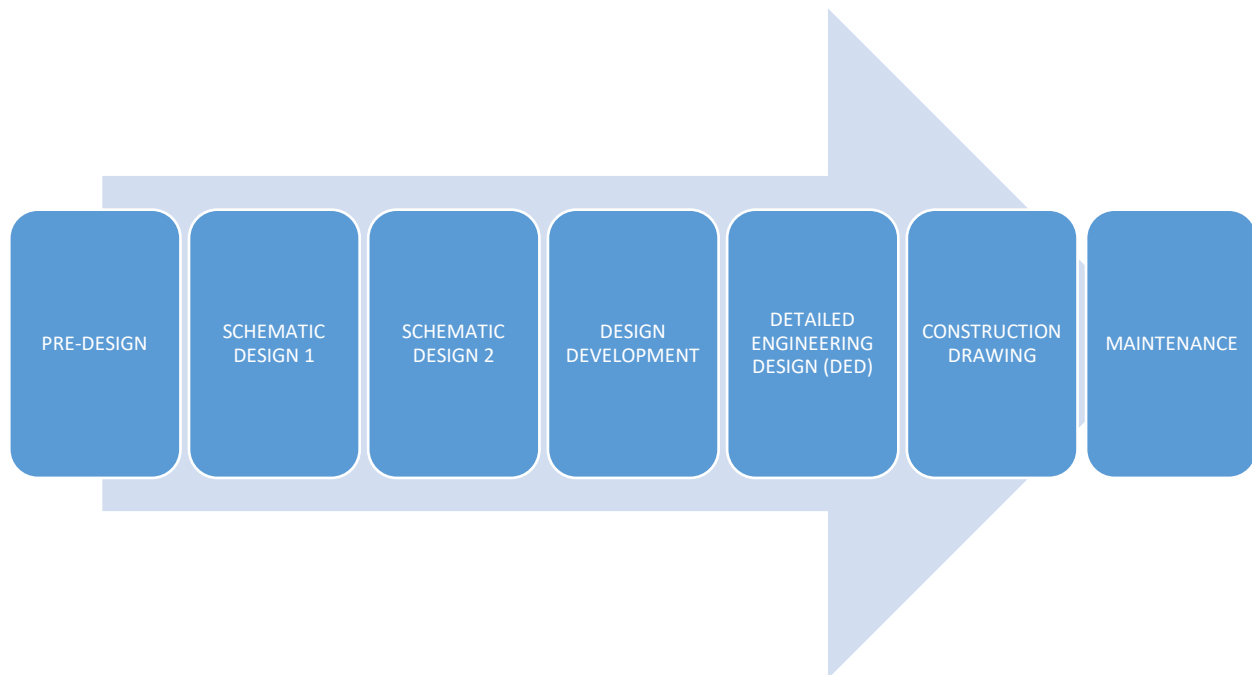 PRE-DESIGN
SCHEMATIC
DESIGN 1
SCHEMATIC
DESIGN 2
DESIGN
DEVELOPMENT
DETAILED
ENGINEERING
DESIGN (DED)
CONSTRUCTION
DRAWING
MAINTENANCE